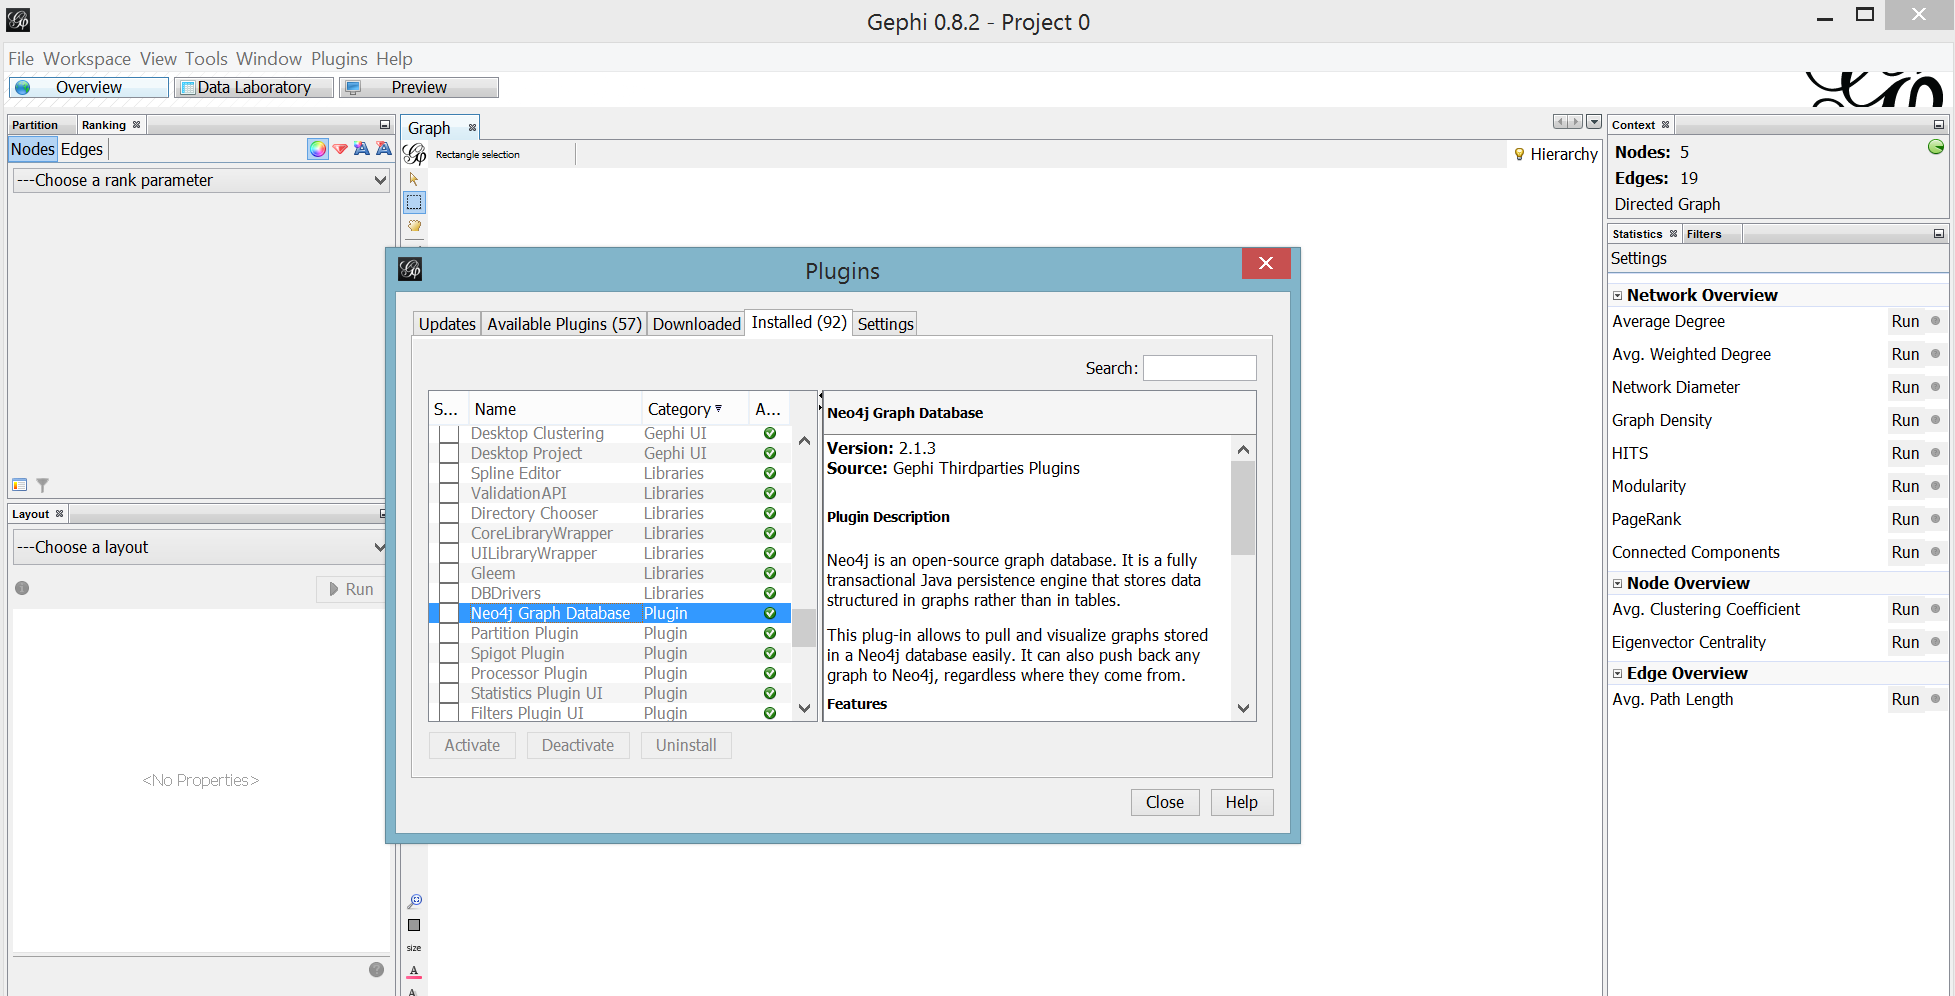 Gephi 0.8.2 - Project 0
File Workspace View Tools Window Plugins Help
Overview Data Laboratory Preview
Partition Ranking
Nodes Edges
---Choose a rank parameter
Layout
---Choose a layout
Run
<No Properties>
Graph
Rectangle selection
Hierarchy
size
A
A
Plugins
Updates Available Plugins (57) Downloaded Installed (92) Settings
Search:
S... Name Category A...
Desktop Clustering Gephi UI
Desktop Project Gephi UI
Spline Editor Libraries
ValidationAPI Libraries
Directory Chooser Libraries
CoreLibraryWrapper Libraries
UILibraryWrapper Libraries
Gleem Libraries
DBDrivers Libraries
Neo4j Graph Database Plugin
Partition Plugin Plugin
Spigot Plugin Plugin
Processor Plugin Plugin
Statistics Plugin UI Plugin
Filters Plugin UI Plugin
Neo4j Graph Database
Version: 2.1.3
Source: Gephi Thirdparties Plugins
Plugin Description
Neo4j is an open-source graph database. It is a fully
transactional Java persistence engine that stores data
structured in graphs rather than in tables.
This plug-in allows to pull and visualize graphs stored
in a Neo4j database easily. It can also push back any
graph to Neo4j, regardless where they come from.
Features
Activate Deactivate Uninstall
Close Help
Context
Nodes: 5
Edges: 19
Directed Graph
Statistics Filters
Settings
Network Overview
Average Degree Run
Avg. Weighted Degree Run
Network Diameter Run
Graph Density Run
HITS Run
Modularity Run
PageRank Run
Connected Components Run
Node Overview
Avg. Clustering Coefficient Run
Eigenvector Centrality Run
Edge Overview
Avg. Path Length Run